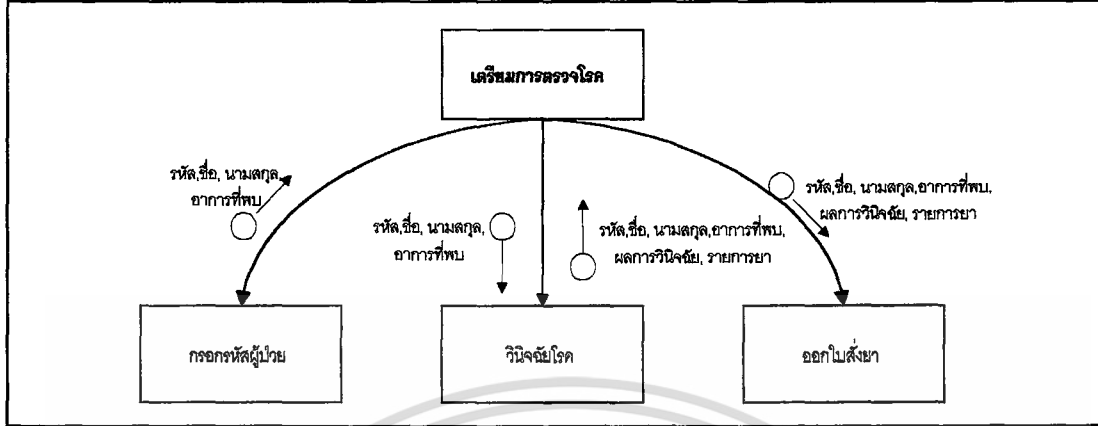 เตรียมการตรวจโรค
รหัส,ชื่อ, นามสกุล,
อาการที่พบ
รหัส,ชื่อ, นามสกุล,
อาการที่พบ
รหัส,ชื่อ, นามสกุล,อาการที่พบ,
ผลการวินิจฉัย, รายการยา
รหัส,ชื่อ, นามสกุล,อาการที่พบ,
ผลการวินิจฉัย, รายการยา
กรอกรหัสผู้ป่วย
วินิจฉัยโรค
ออกใบสั่งยา